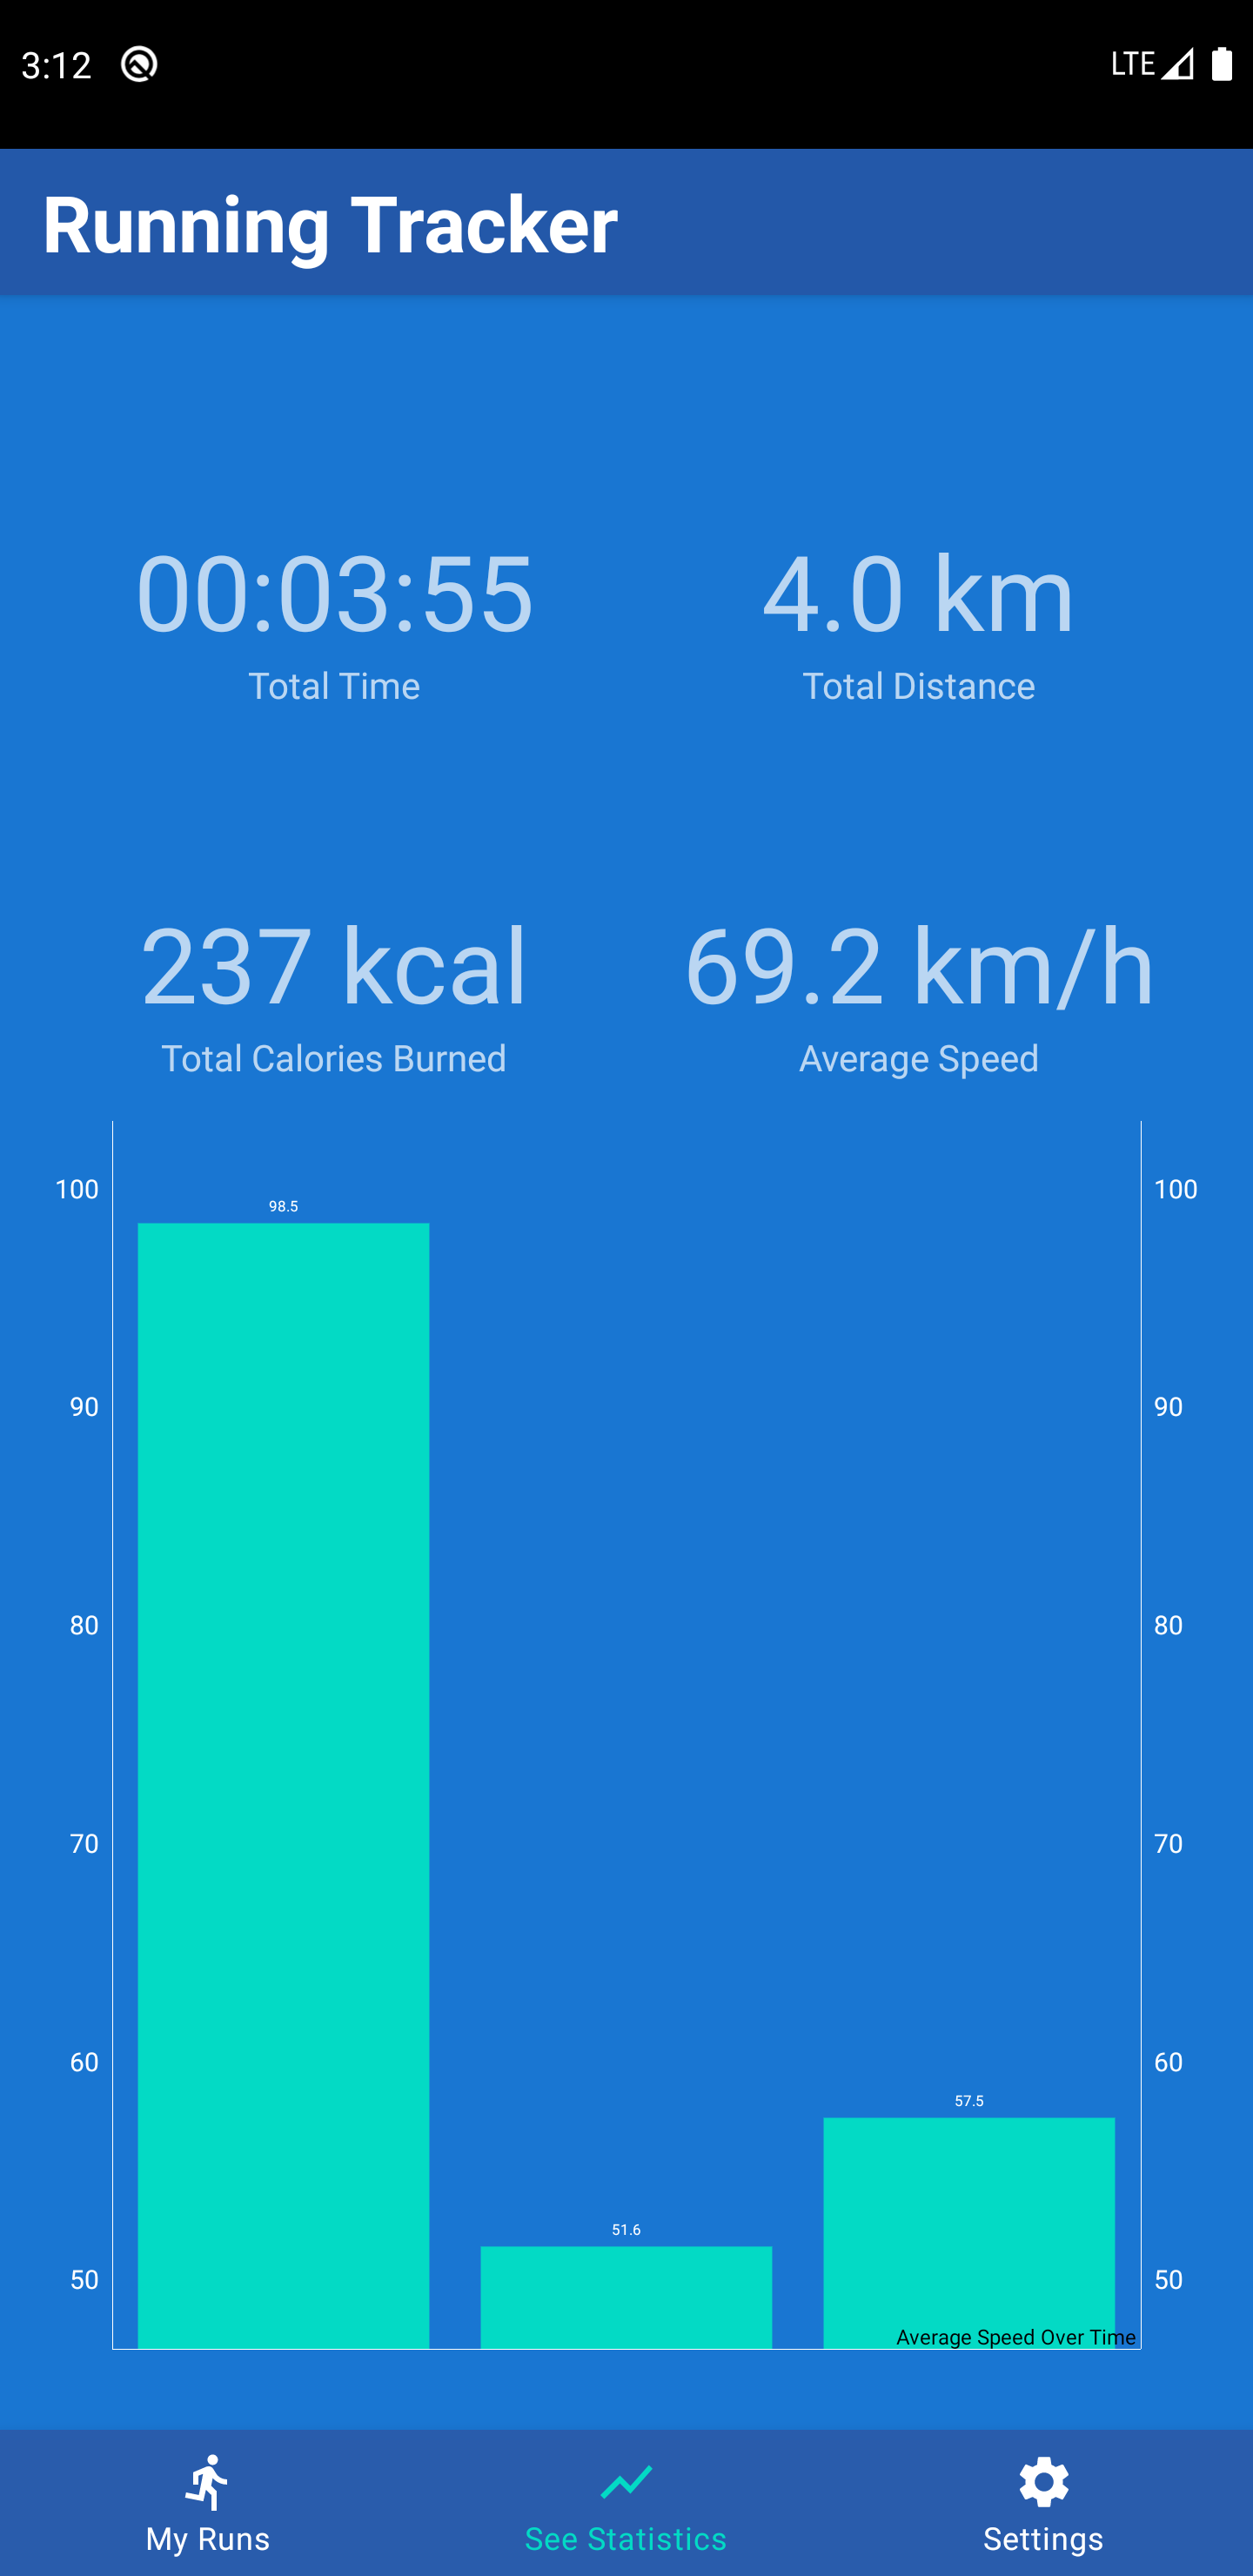 3:12
LTE
Running Tracker
00:03:55
Total Time
4.0 km
Total Distance
237 kcal
Total Calories Burned
69.2 km/h
Average Speed
100
90
80
70
60
50
98.5
51.6
57.5
100
90
80
70
60
50
Average Speed Over Time
My Runs
See Statistics
Settings